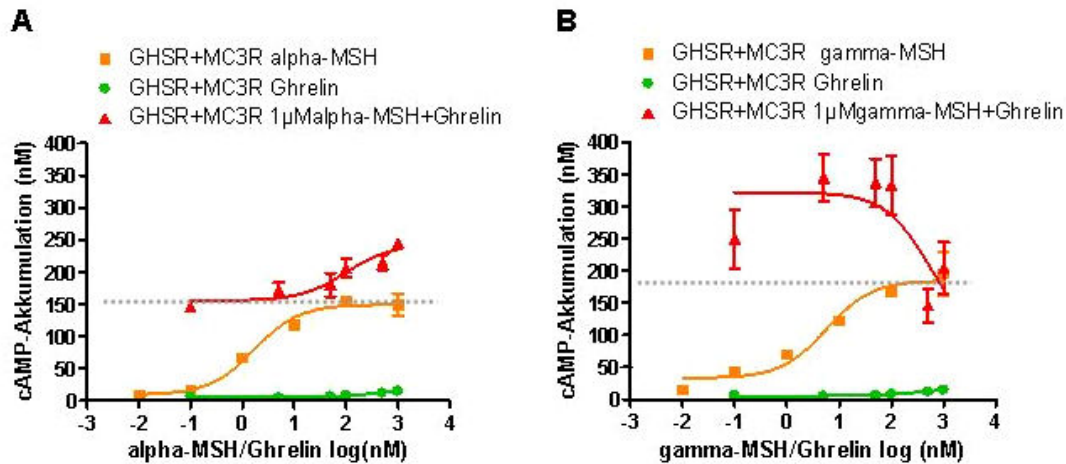 A
GHSR+MC3R alpha-MSH
GHSR+MC3R Ghrelin
GHSR+MC3R 1µMalpha-MSH+Ghrelin
cAMP-Akkumulation (nM)
400
350
300
250
200
150
100
50
0
-3 -2 -1 0 1 2 3 4
alpha-MSH/Ghrelin log(nM)
B
GHSR+MC3R gamma-MSH
GHSR+MC3R Ghrelin
GHSR+MC3R 1µMgamma-MSH+Ghrelin
cAMP-Akkumulation (nM)
400
350
300
250
200
150
100
50
0
-3 -2 -1 0 1 2 3 4
gamma-MSH/Ghrelin log(nM)